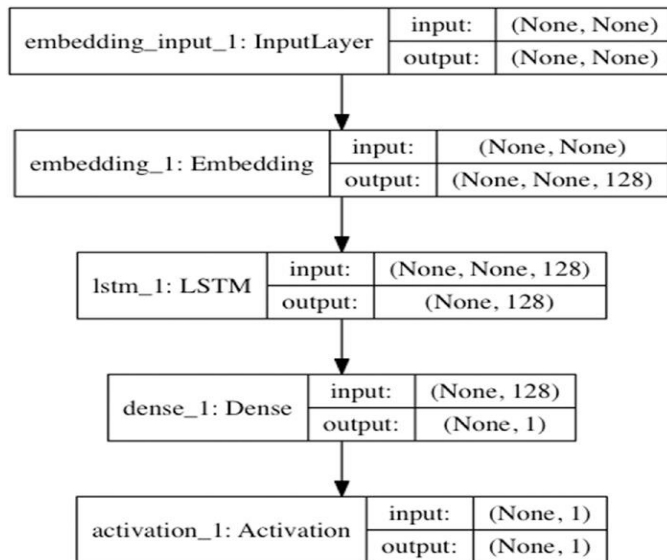 embedding_input_1: InputLayer input: (None, None)
output: (None, None)
embedding_1: Embedding input: (None, None)
output: (None, None, 128)
lstm_1: LSTM input: (None, None, 128)
output: (None, 128)
dense_1: Dense input: (None, 128)
output: (None, 1)
activation_1: Activation input: (None, 1)
output: (None, 1)